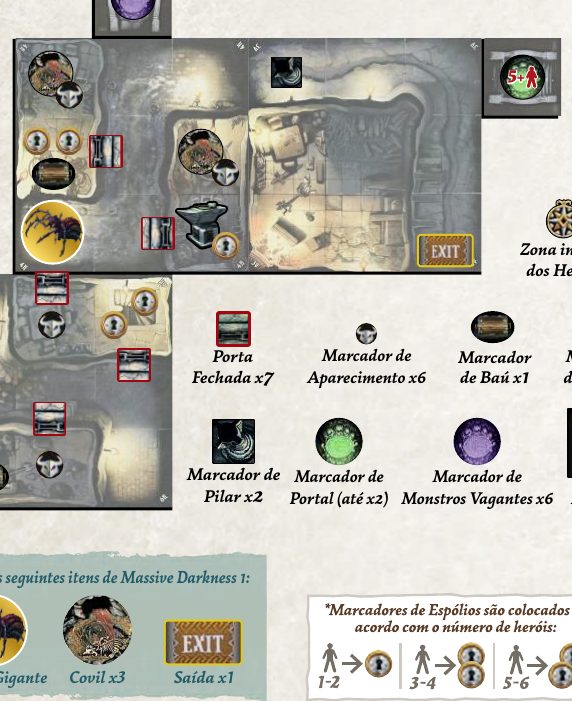 5+
EXIT
Zona
dos
Porta
Fechada x7
Marcador de
Aparecimento x6
Marcador
de Baú x1
Marcador de
Pilar x2
Marcador de
Portal (até x2)
Marcador de
Monstros Vagantes x6
seguintes itens de Massive Darkness 1:
EXIT
Gigante
Covil x3
Saída x1
*Marcadores de Espólios são colocados
acordo com o número de heróis:
1-2
3-4
5-6